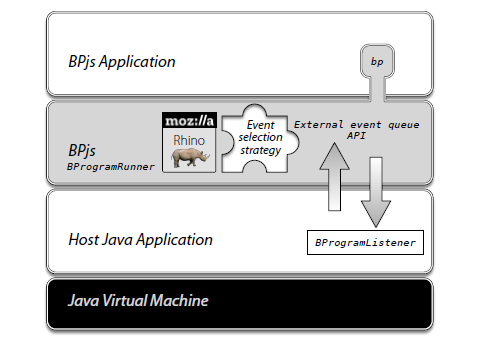 BPjs Application
bp
moz://a
Rhino
Event
selection
strategy
External event queue
API
BPjs
BProgramRunner
Host Java Application
BProgramListener
Java Virtual Machine